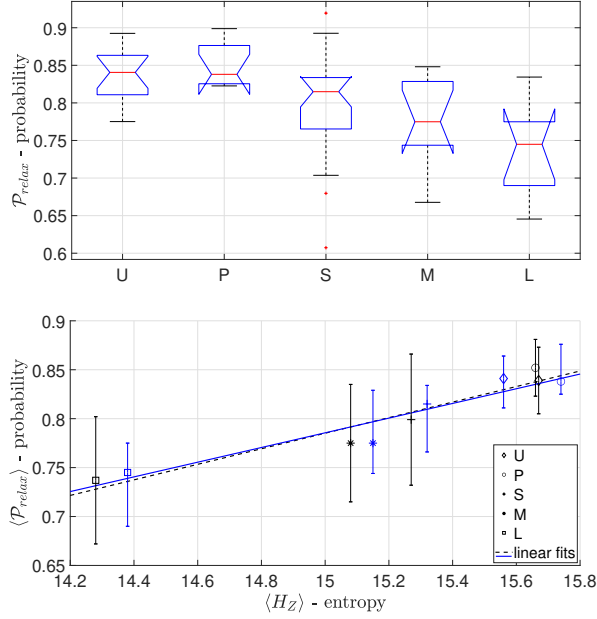 0.9
0.85
0.8
0.75
0.7
0.65
0.6
𝒫relax - probability
U P S M L
0.9
0.85
0.8
0.75
0.7
0.65
⟨𝒫relax⟩ - probability
U
P
S
M
L
linear fits
14.2 14.4 14.6 14.8 15 15.2 15.4 15.6 15.8
⟨HZ⟩ - entropy